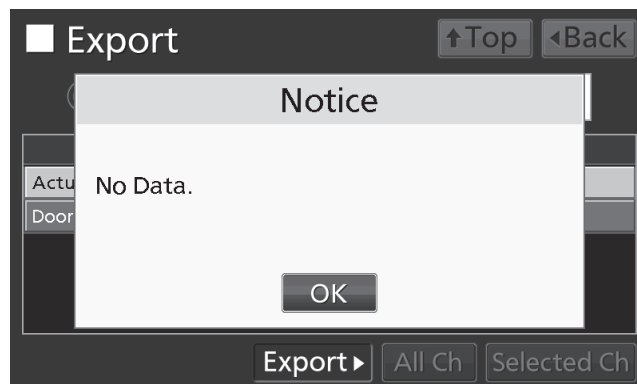 Export
↑Top
◂Back
Notice
Actu
No Data.
Door
OK
Export▸
All Ch
Selected Ch